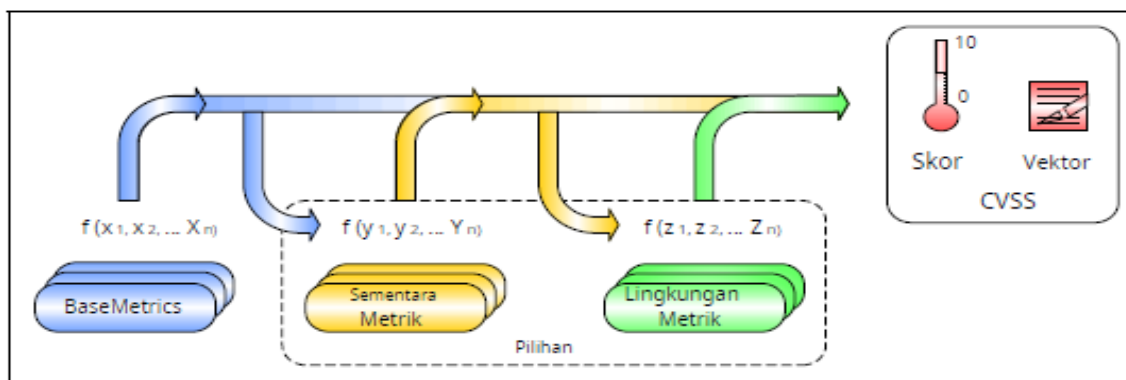 10
0
Skor
Vektor
CVSS
f (x 1, x 2, ... X n)
f (y 1, y 2, ... Y n)
f (z 1, z 2, ... Z n)
BaseMetrics
Sementara
Metrik
Lingkungan
Metrik
Pilihan